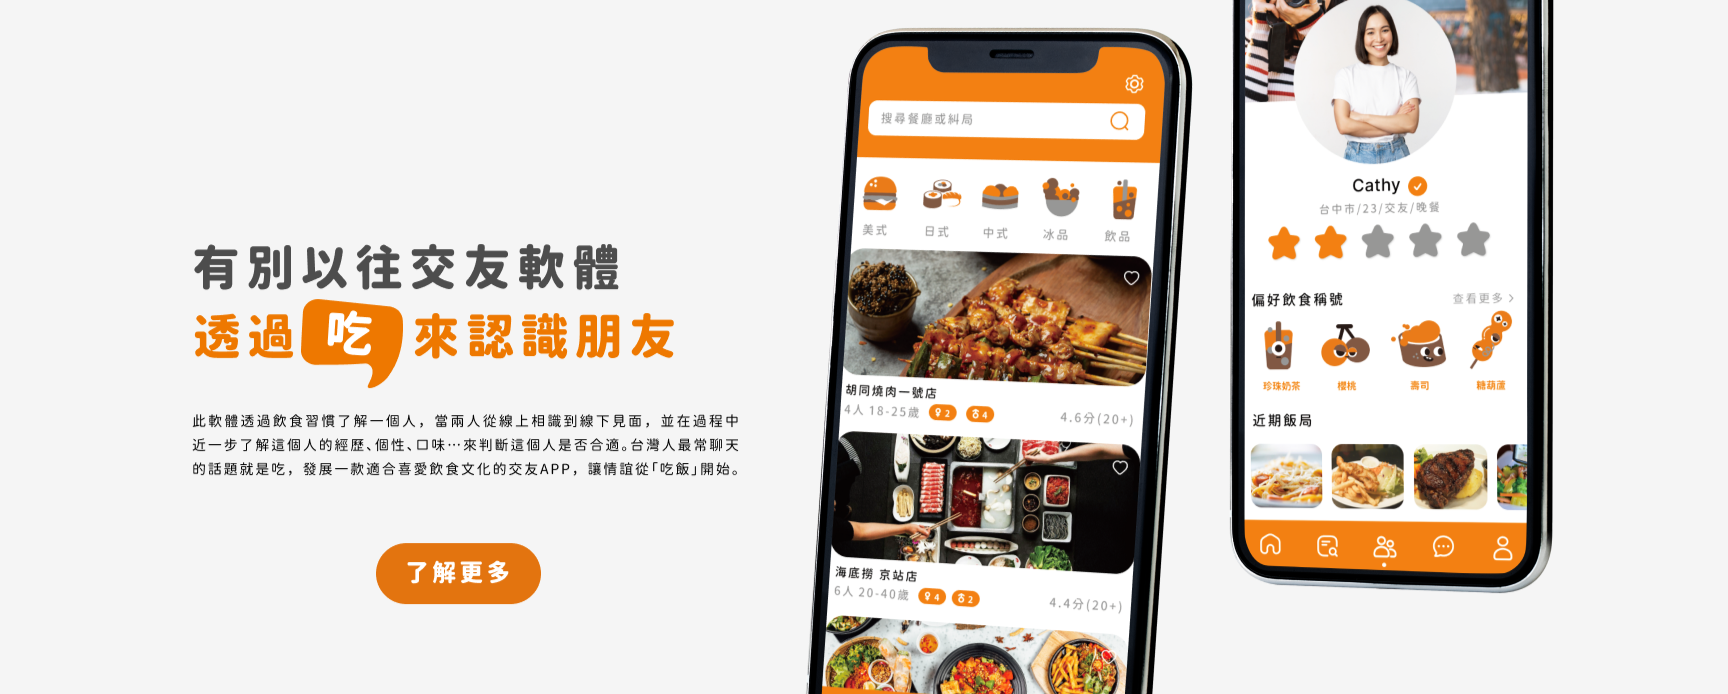 有別以往交友軟體
透過吃來認識朋友
此軟體透過飲食習慣了解一個人，當兩人從線上相識到線下見面，並在過程中
近一步了解這個人的經歷、個性、口味…來判斷這個人是否合適。台灣人最常聊天
的話題就是吃，發展一款適合喜愛飲食文化的交友APP，讓情誼從「吃飯」開始。
了解更多
搜尋餐廳或糾局
美式
日式
中式
冰品
飲品
胡同燒肉一號店
4人 18-25歲 2 4 4.6分(20+)
海底撈 京站店
6人 20-40歲 4 2 4.4分(20+)
Cathy
台中市/23/交友/晚餐
偏好飲食稱號 查看更多 >
珍珠奶茶
櫻桃
壽司
糖葫蘆
近期飯局